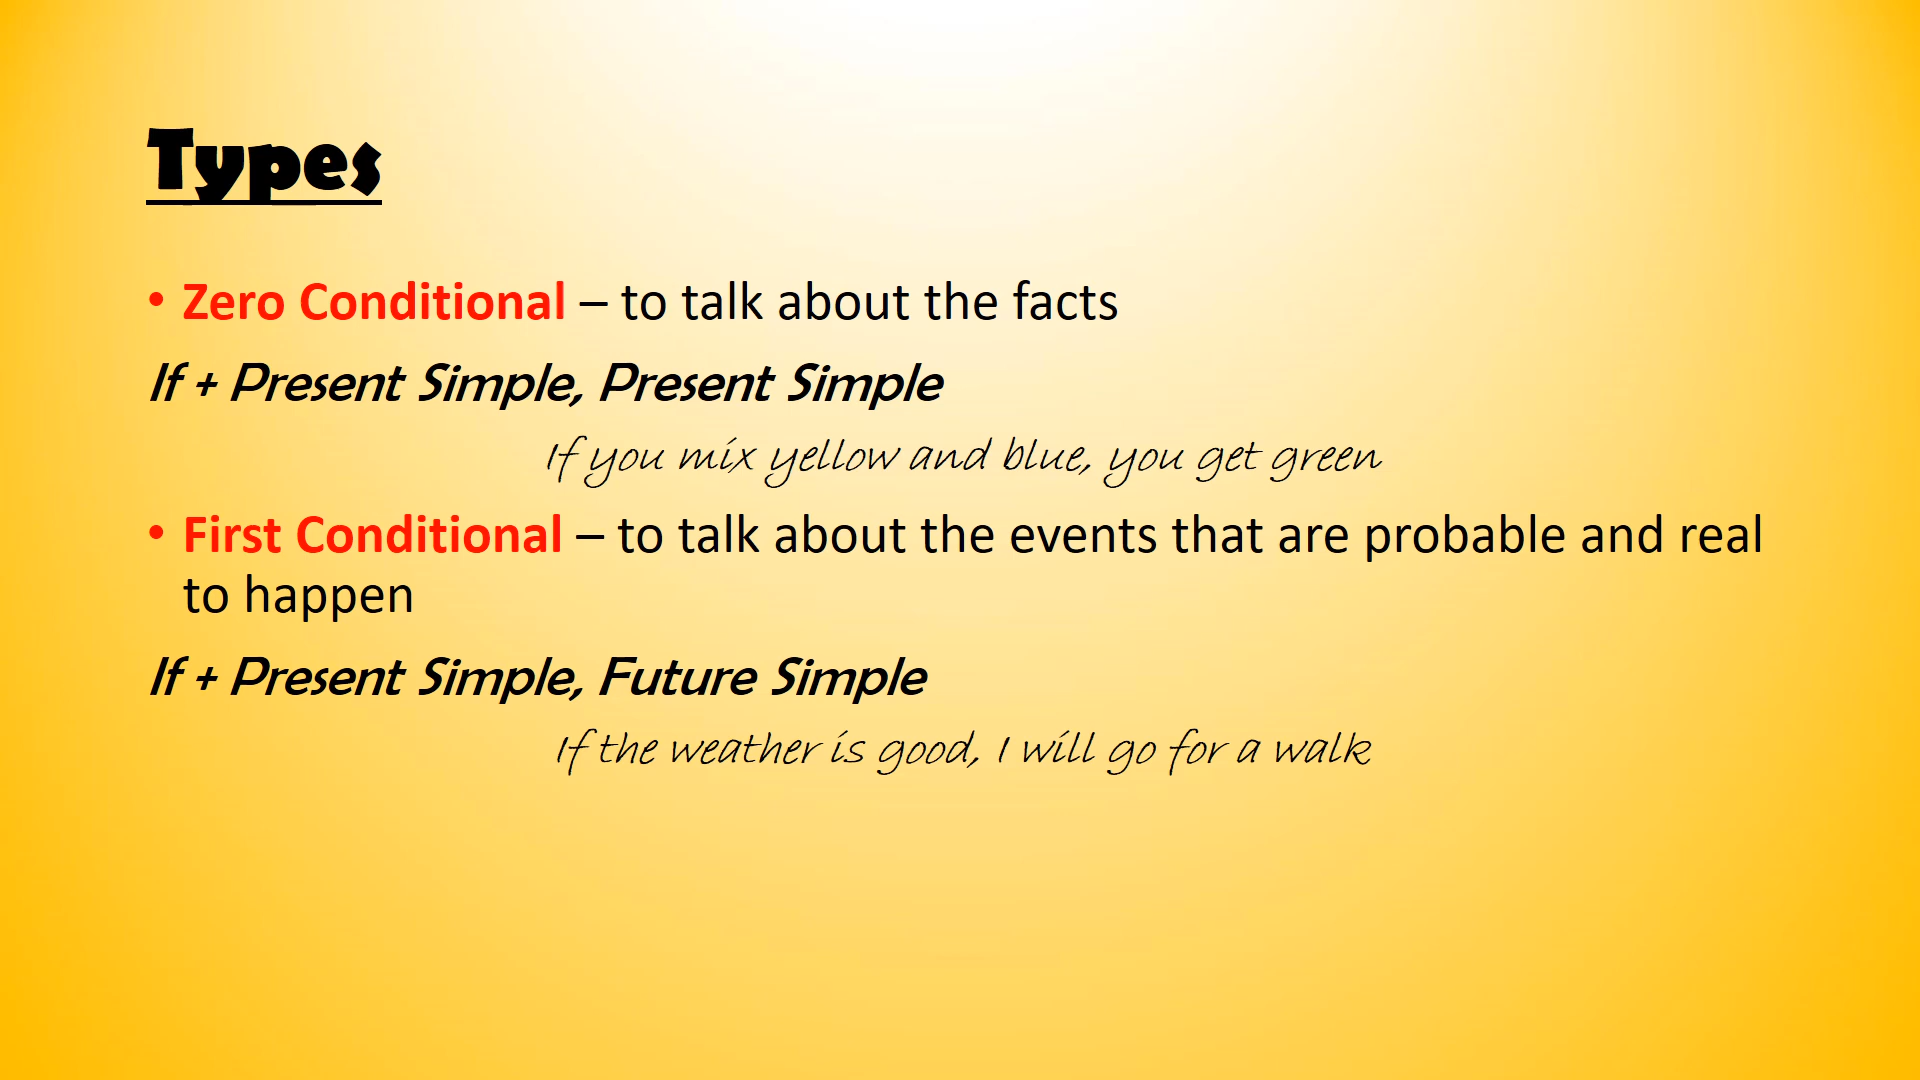 Types
• Zero Conditional – to talk about the facts
If + Present Simple, Present Simple
If you mix yellow and blue, you get green
• First Conditional – to talk about the events that are probable and real
to happen
If + Present Simple, Future Simple
If the weather is good, I will go for a walk